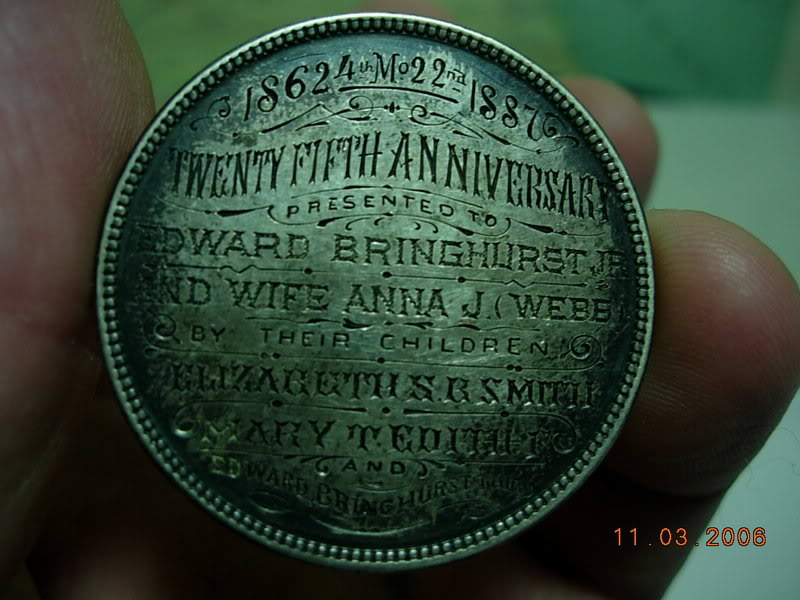 1862 4th Mo 22nd 1887
TWENTY FIFTH ANNIVERSARY
PRESENTED TO
EDWARD BRINGHURST JR
AND WIFE ANNA J. (WEBB)
BY THEIR CHILDREN
ELIZABETH S. B. SMITH
MARY T. EDITH F.
AND
EDWARD BRINGHURST
11.03.2006